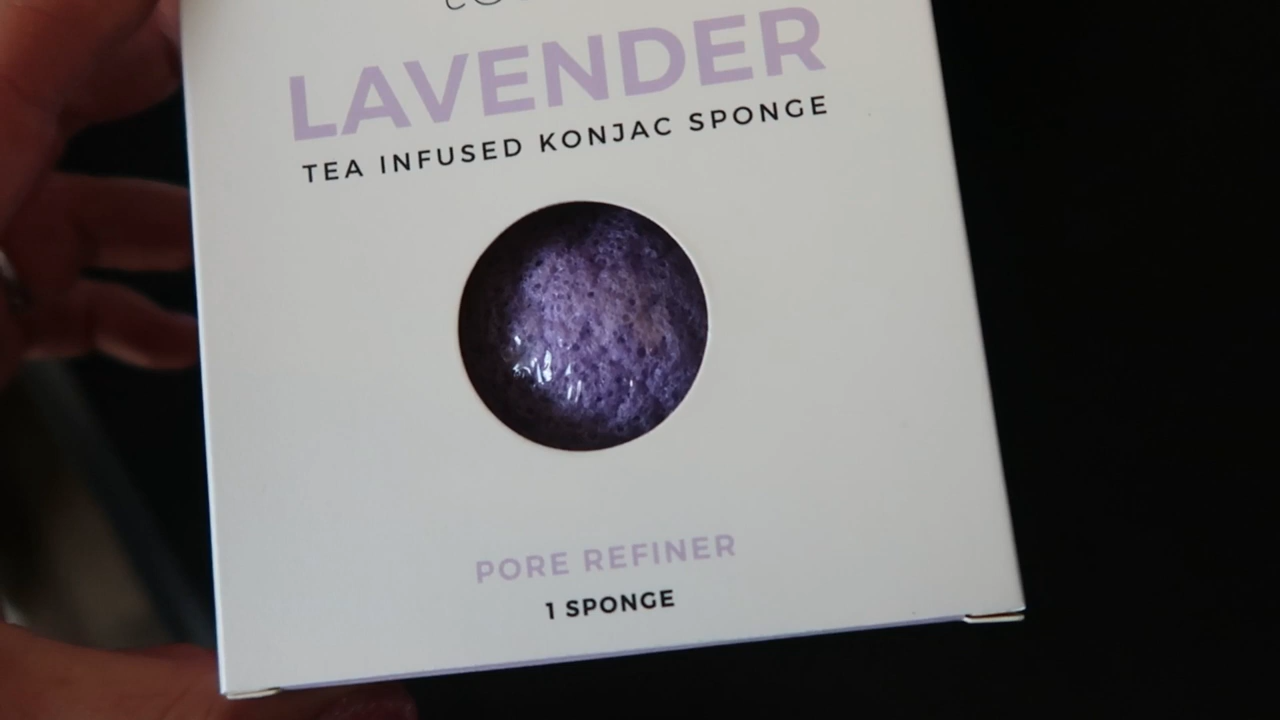 LAVENDER
TEA INFUSED KONJAC SPONGE
PORE REFINER
1 SPONGE